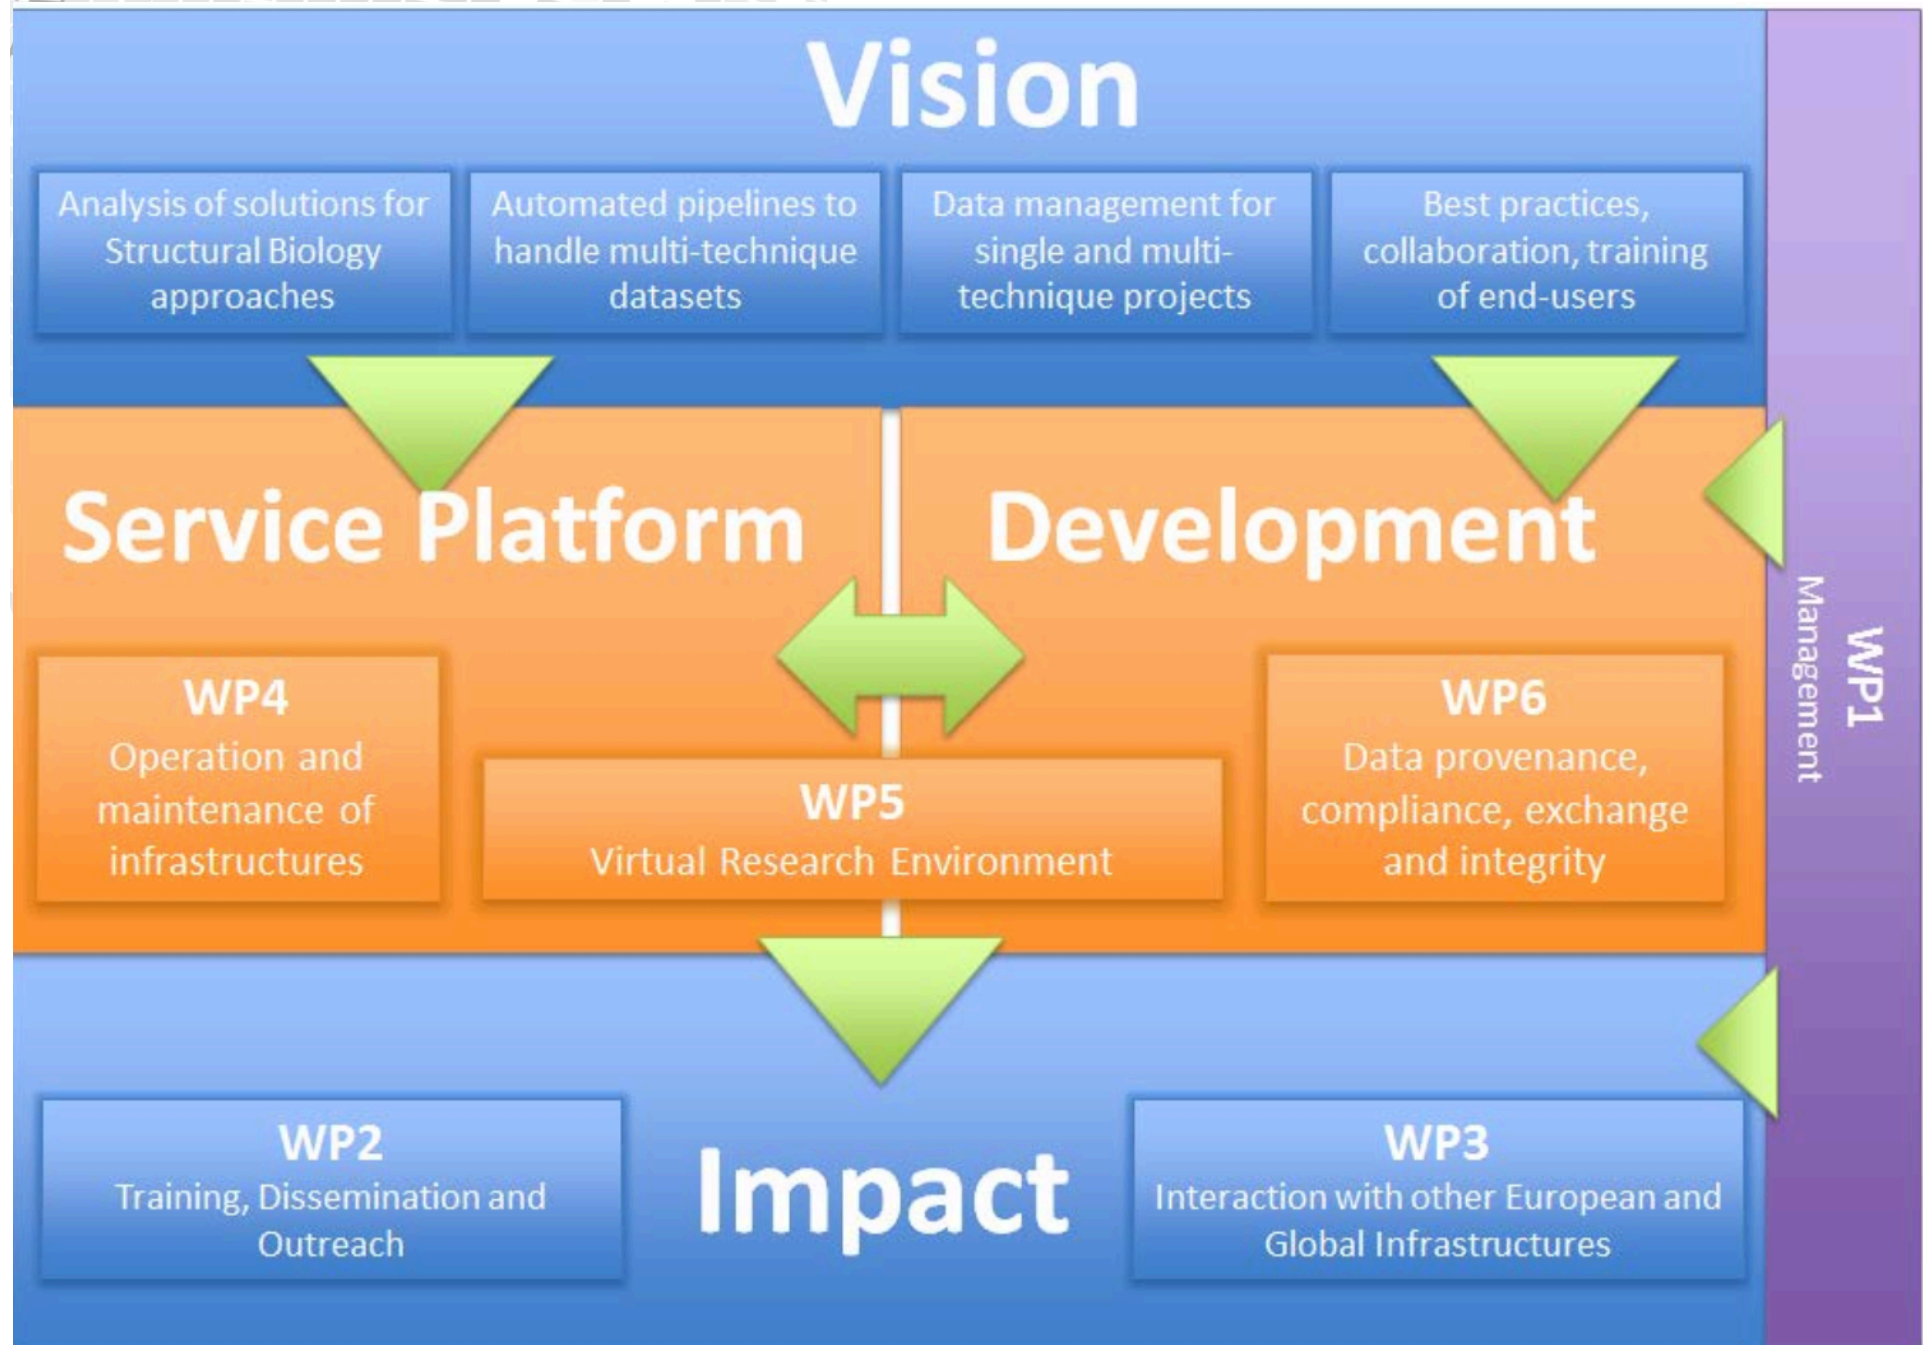 Vision
Analysis of solutions for
Structural Biology
approaches
Automated pipelines to
handle multi-technique
datasets
Data management for
single and multi-
technique projects
Best practices,
collaboration, training
of end-users
Service Platform
Development
WP4
Operation and
maintenance of
infrastructures
WP5
Virtual Research Environment
WP6
Data provenance,
compliance, exchange
and integrity
WP1
Management
WP2
Training, Dissemination and
Outreach
Impact
WP3
Interaction with other European and
Global Infrastructures